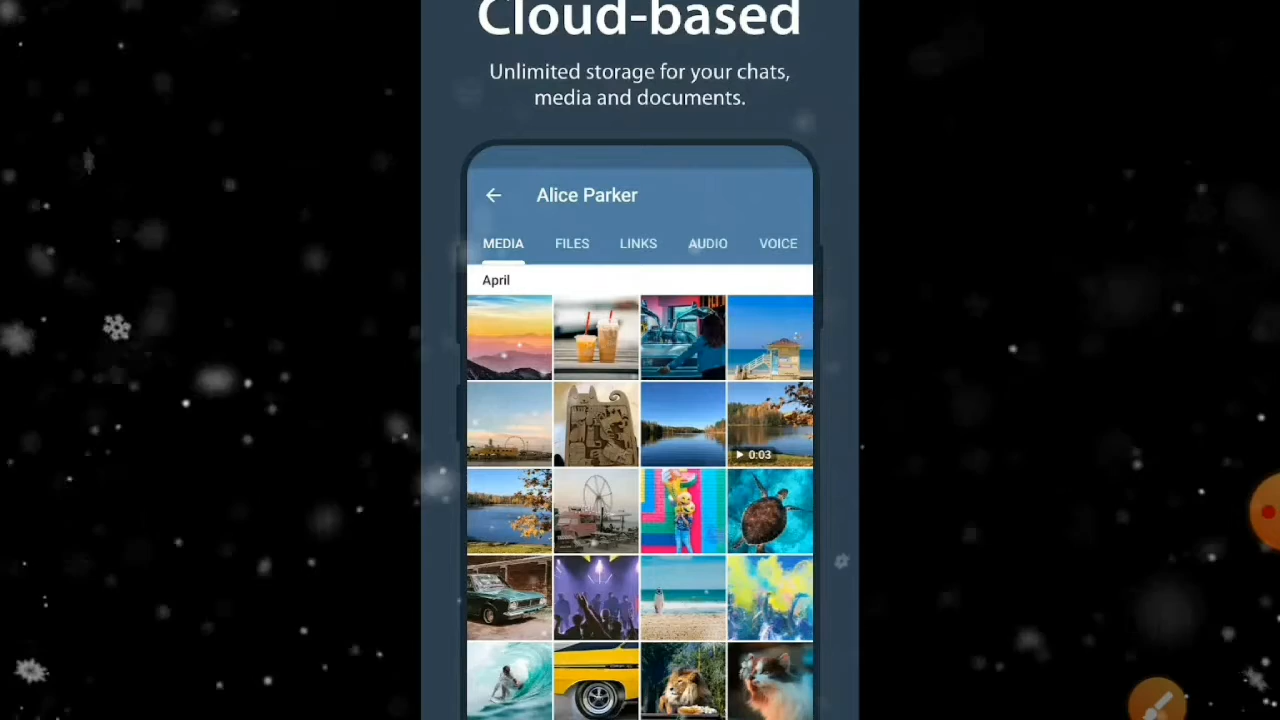 Cloud-based
Unlimited storage for your chats,
media and documents.
Alice Parker
MEDIA FILES LINKS AUDIO VOICE
April
0:03